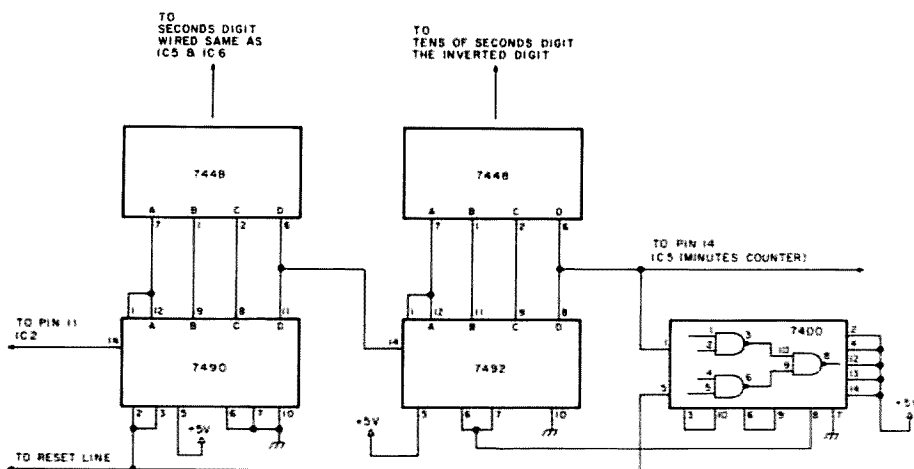 TO
SECONDS DIGIT
WIRED SAME AS
IC5 & IC6
TO
TENS OF SECONDS DIGIT
THE INVERTED DIGIT
7448
7448
A B C D
A B C D
7 1 2 6
7 1 2 6
TO PIN 14
IC5 (MINUTES COUNTER)
1 12 9 8 11
A B C D
1 12 11 9 8
A B C D
7400
TO PIN 11
IC2
14
7490
14
7492
1
5
1
2
3
4
5
6
10
9
8
2
4
12
13
14
+5V
2 3 5 6 7 10
+5V
+5V
5 6 7 10
3 10 6 9 8 7
TO RESET LINE